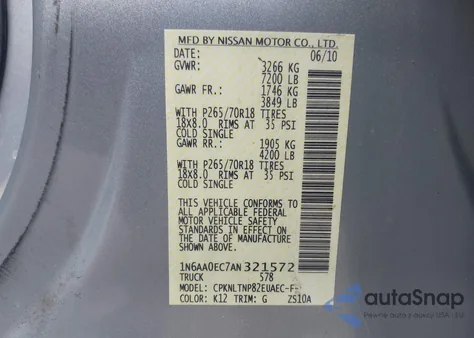 MFD BY NISSAN MOTOR CO., LTD.
DATE: 06/10
GVWR: 3266 KG
7200 LB
GAWR FR.: 1746 KG
3849 LB
WITH P265/70R18 TIRES
18X8.0 RIMS AT 35 PSI
COLD SINGLE
GAWR RR.: 1905 KG
4200 LB
WITH P265/70R18 TIRES
18X8.0 RIMS AT 35 PSI
COLD SINGLE
THIS VEHICLE CONFORMS TO
ALL APPLICABLE FEDERAL
MOTOR VEHICLE SAFETY
STANDARDS IN EFFECT ON
THE DATE OF MANUFACTURE
SHOWN ABOVE.
1N6AA0EC7AN321572
TRUCK 578
MODEL: CPKNLTNP82EUAEC-F-
COLOR: K12 TRIM: G ZS10A
autoSnap
Pewne auto z USA - EU